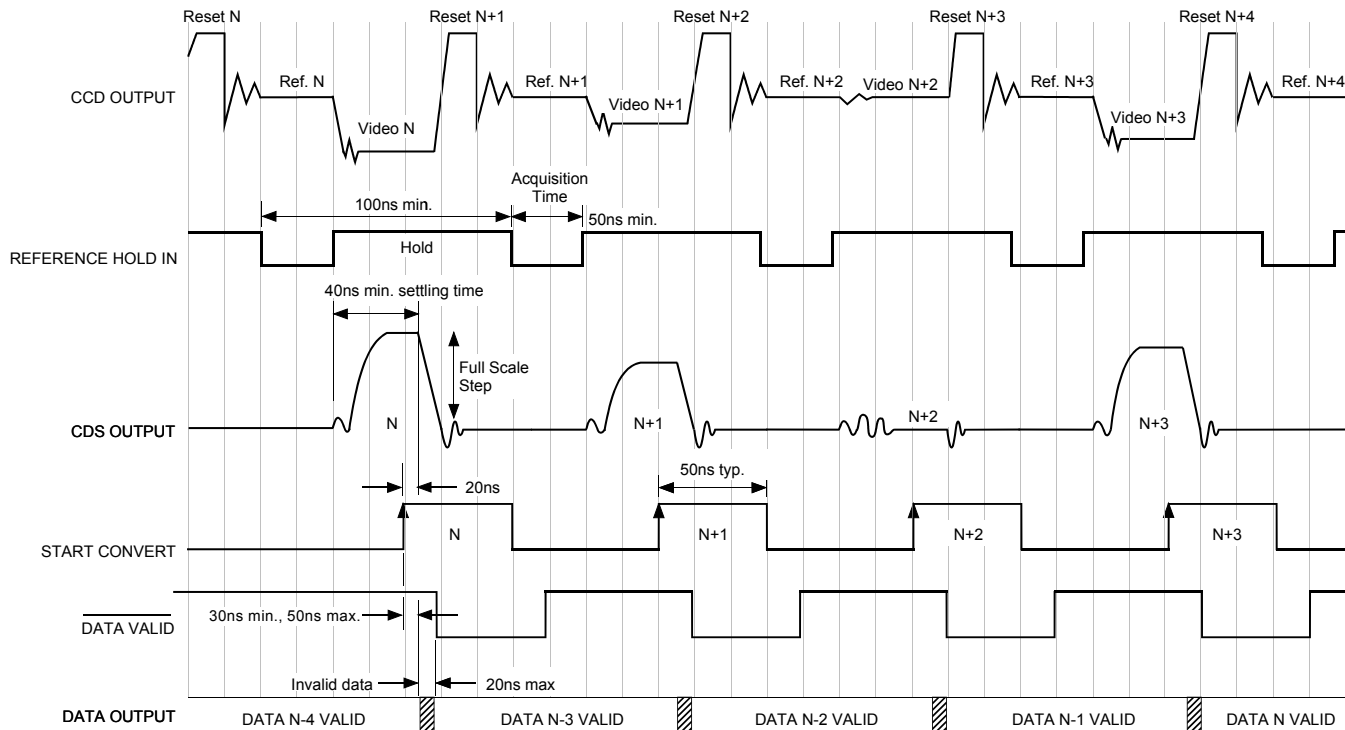 Reset N Reset N+1 Reset N+2 Reset N+3 Reset N+4
CCD OUTPUT
Ref. N Ref. N+1 Ref. N+2 Video N+2 Ref. N+3 Ref. N+4
Video N Video N+1 Video N+3
REFERENCE HOLD IN
100ns min.
Acquisition
Time
50ns min.
Hold
40ns min. settling time
CDS OUTPUT
Full Scale
Step
N N+1 N+2 N+3
20ns
50ns typ.
START CONVERT
N N+1 N+2 N+3
DATA VALID
30ns min., 50ns max.
Invalid data
20ns max
DATA OUTPUT
DATA N-4 VALID DATA N-3 VALID DATA N-2 VALID DATA N-1 VALID DATA N VALID